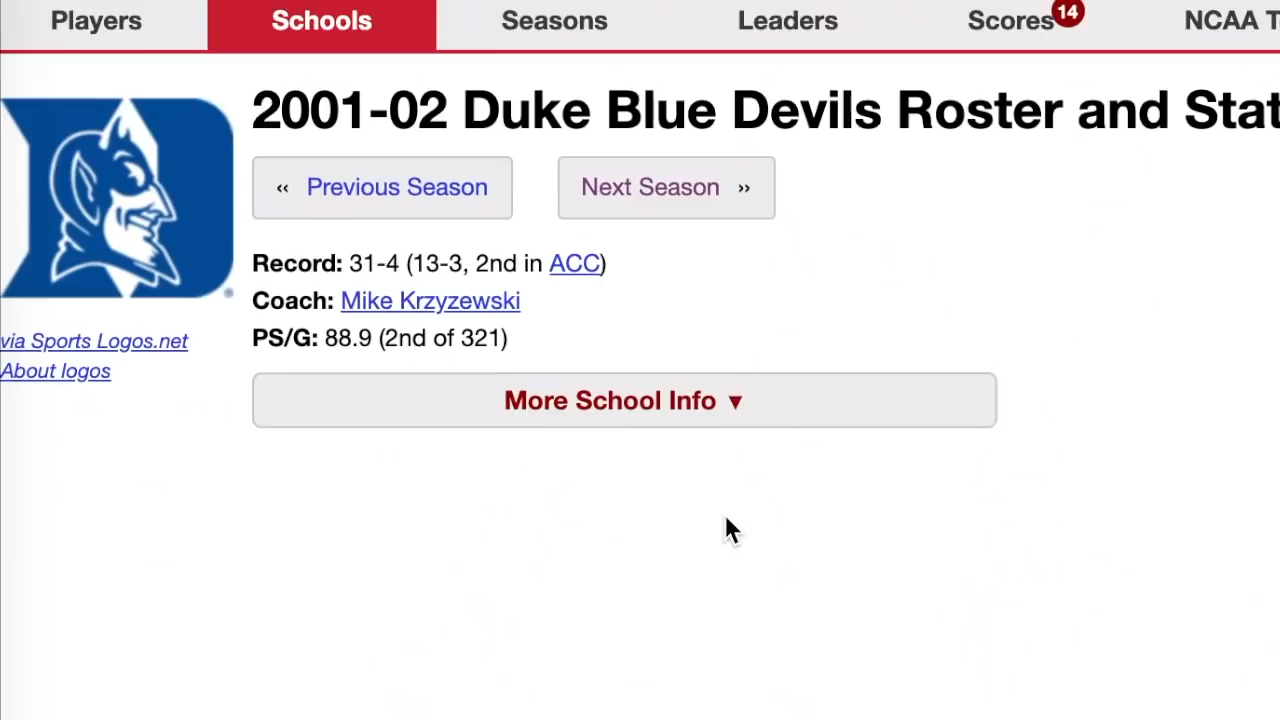 Players Schools Seasons Leaders Scores 14 NCAA T
2001-02 Duke Blue Devils Roster and Stat
‹‹ Previous Season Next Season ››
Record: 31-4 (13-3, 2nd in ACC)
Coach: Mike Krzyzewski
PS/G: 88.9 (2nd of 321)
via Sports Logos.net
About logos
More School Info ▼